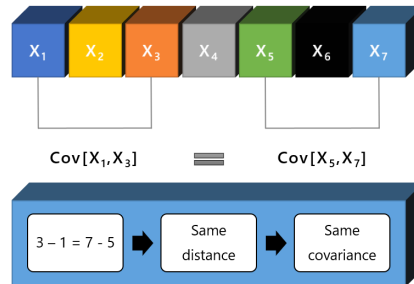 X₁ X₂ X₃ X₄ X₅ X₆ X₇
Cov[X₁,X₃] = Cov[X₅,X₇]
3 – 1 = 7 - 5
Same
distance
Same
covariance